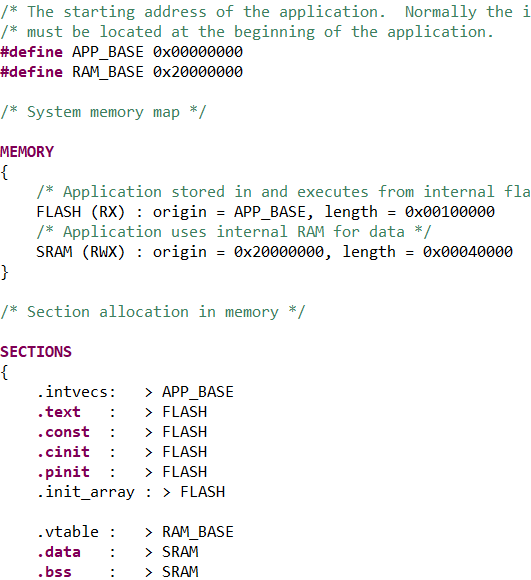 /* The starting address of the application. Normally the i
/* must be located at the beginning of the application.
#define APP_BASE 0x00000000
#define RAM_BASE 0x20000000
/* System memory map */
MEMORY
{
/* Application stored in and executes from internal fla
FLASH (RX) : origin = APP_BASE, length = 0x00100000
/* Application uses internal RAM for data */
SRAM (RWX) : origin = 0x20000000, length = 0x00040000
}
/* Section allocation in memory */
SECTIONS
{
.intvecs: > APP_BASE
.text : > FLASH
.const : > FLASH
.cinit : > FLASH
.pinit : > FLASH
.init_array : > FLASH
.vtable : > RAM_BASE
.data : > SRAM
.bss : > SRAM